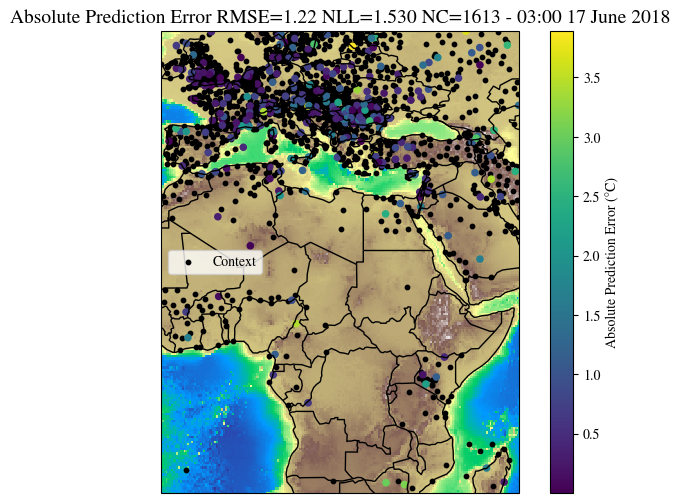 Absolute Prediction Error RMSE=1.22 NLL=1.530 NC=1613 - 03:00 17 June 2018
Context
3.5
3.0
2.5
2.0
1.5
1.0
0.5
Absolute Prediction Error (°C)